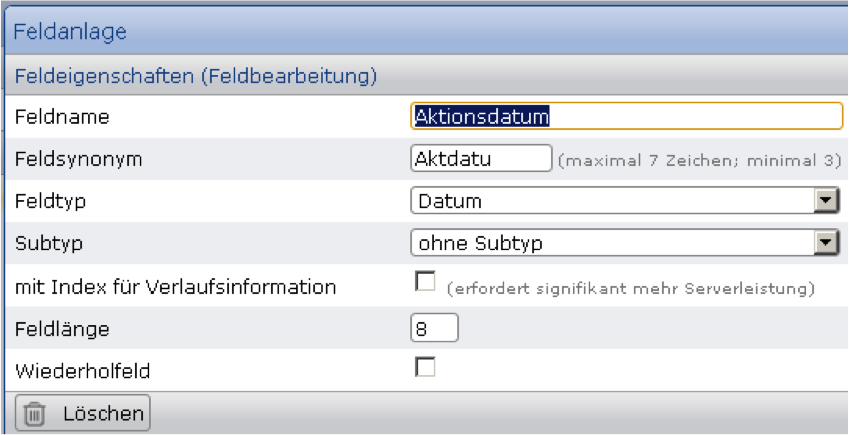 Feldanlage
Feldeigenschaften (Feldbearbeitung)
Feldname Aktionsdatum
Feldsynonym Aktdatu (maximal 7 Zeichen; minimal 3)
Feldtyp Datum
Subtyp ohne Subtyp
mit Index für Verlaufsinformation (erfordert signifikant mehr Serverleistung)
Feldlänge 8
Wiederholfeld
Löschen